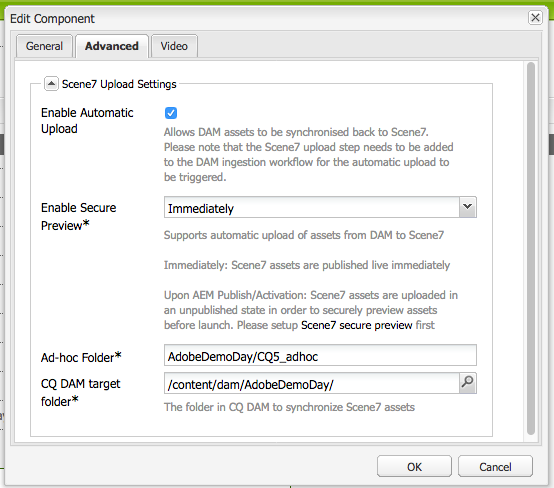 Edit Component
General Advanced Video
Scene7 Upload Settings
Enable Automatic
Upload
Allows DAM assets to be synchronised back to Scene7.
Please note that the Scene7 upload step needs to be added
to the DAM ingestion workflow for the automatic upload to
be triggered.
Enable Secure
Preview*
Immediately
Supports automatic upload of assets from DAM to Scene7
Immediately: Scene7 assets are published live immediately
Upon AEM Publish/Activation: Scene7 assets are uploaded in
an unpublished state in order to securely preview assets
before launch. Please setup Scene7 secure preview first
Ad-hoc Folder*
AdobeDemoDay/CQ5_adhoc
CQ DAM target
folder*
/content/dam/AdobeDemoDay/
The folder in CQ DAM to synchronize Scene7 assets
OK Cancel